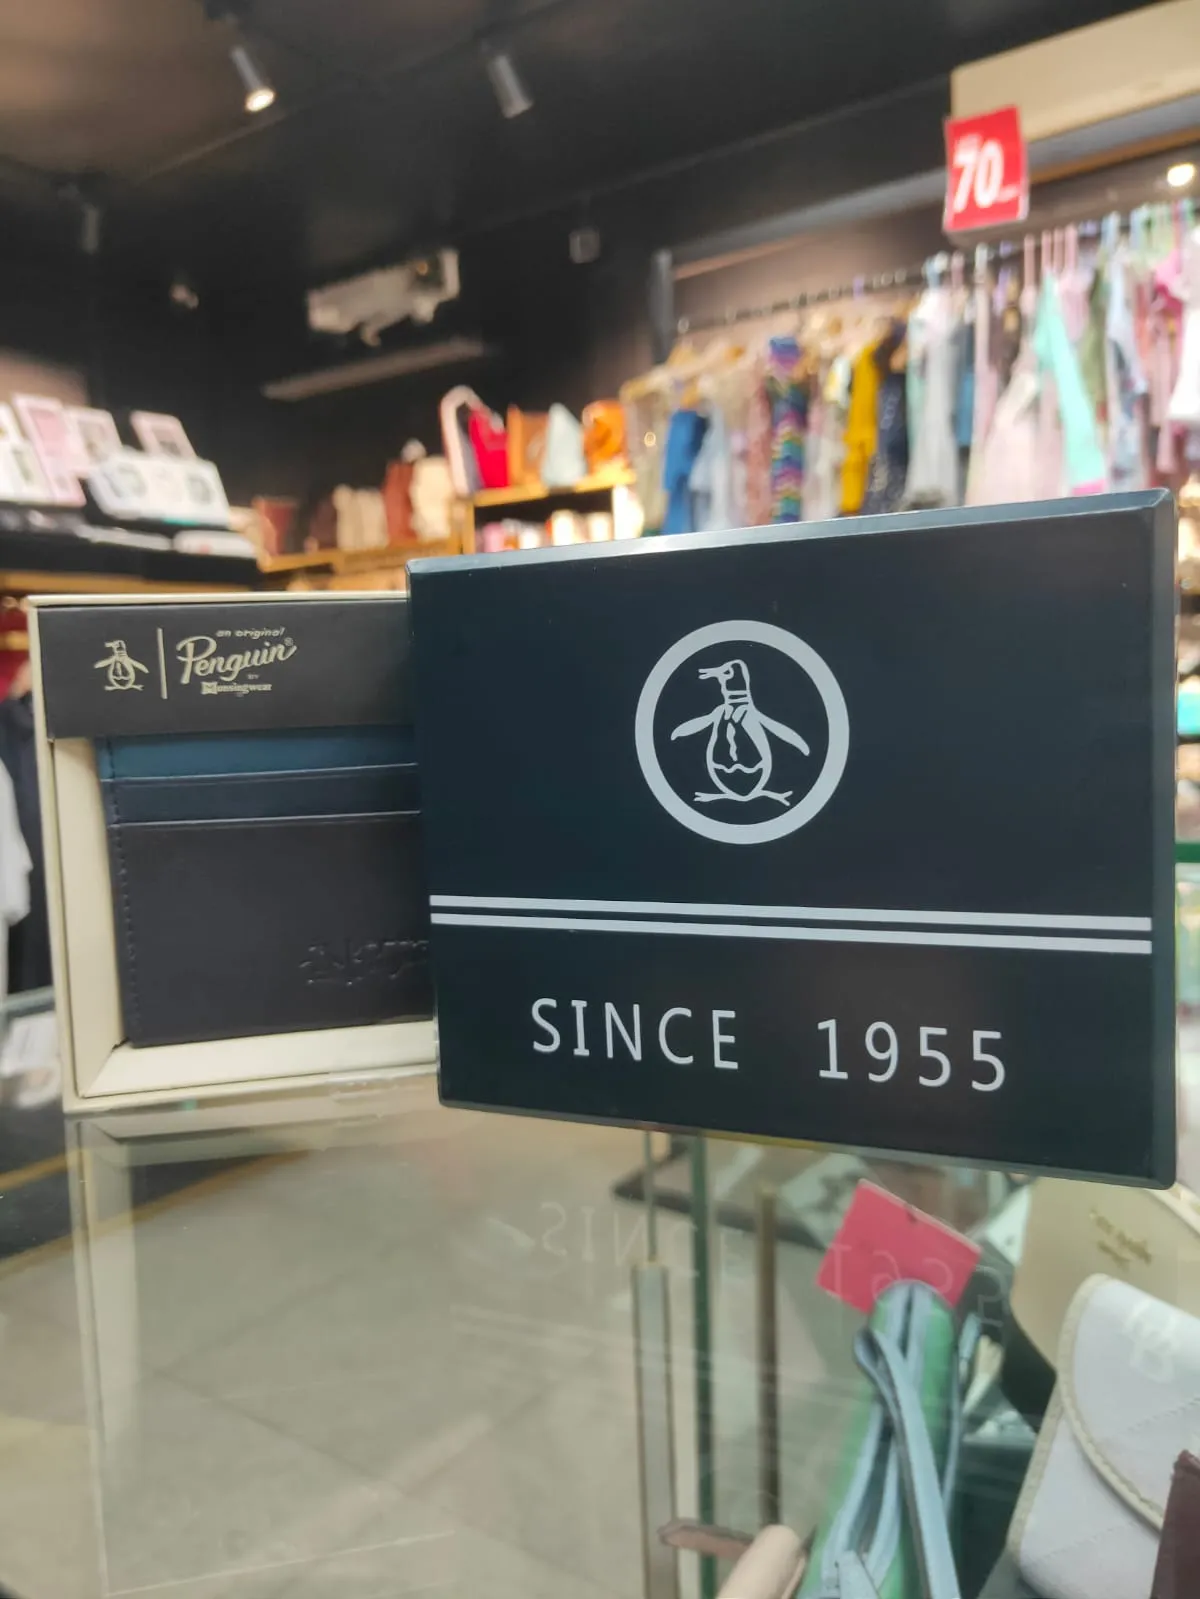 70
an original
Penguin®
BY
Munsingwear
SINCE 1955